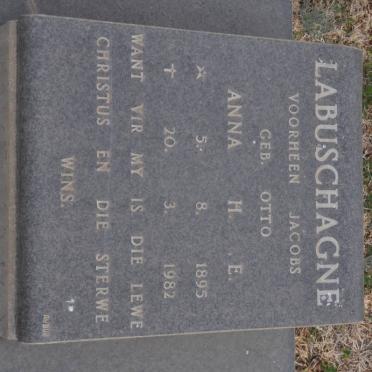 LABUSCHAGNE
VOORHEEN JACOBS
GEB. OTTO
ANNA H. E.
★ 5. 8. 1895
✝ 20. 3. 1982
WANT VIR MY IS DIE LEWE
CHRISTUS EN DIE STERWE
WINS.